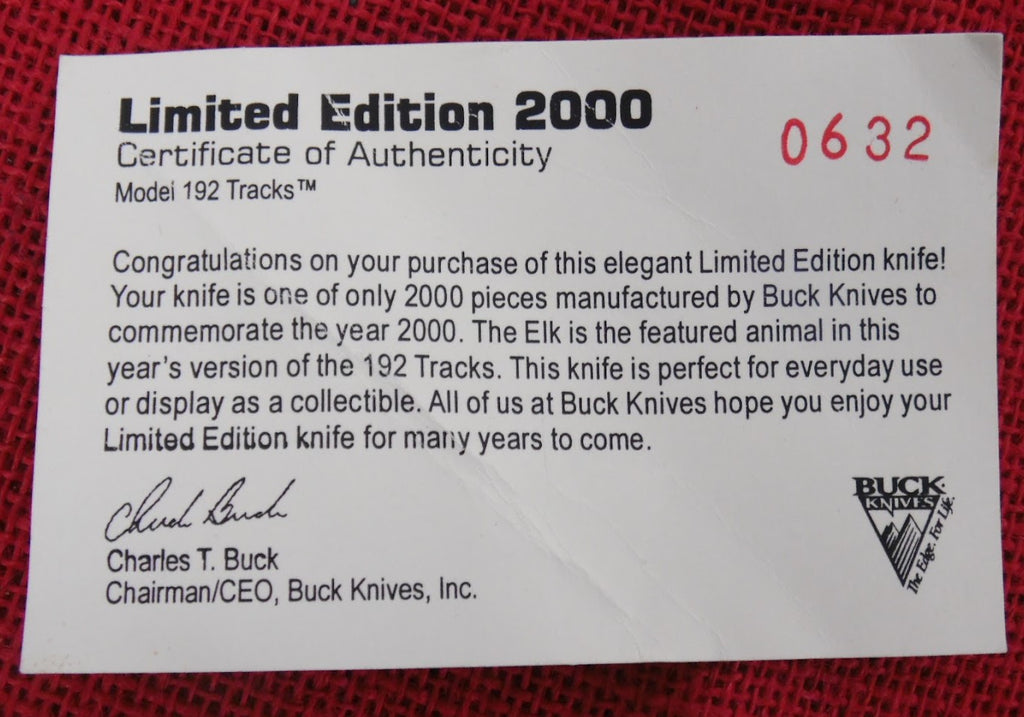 Limited Edition 2000
Certificate of Authenticity
0632
Model 192 Tracks™
Congratulations on your purchase of this elegant Limited Edition knife!
Your knife is one of only 2000 pieces manufactured by Buck Knives to
commemorate the year 2000. The Elk is the featured animal in this
year's version of the 192 Tracks. This knife is perfect for everyday use
or display as a collectible. All of us at Buck Knives hope you enjoy your
Limited Edition knife for many years to come.
Chuck Buck
Charles T. Buck
Chairman/CEO, Buck Knives, Inc.
BUCK
KNIVES
The Edge. For Life.